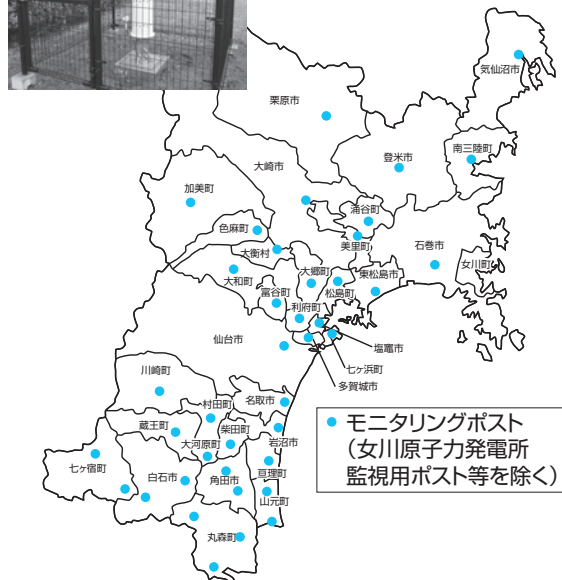 気仙沼市
栗原市
登米市
南三陸町
大崎市
加美町
涌谷町
色麻町
美里町
石巻市
大衡村
女川町
大和町
大郷町
東松島市
富谷町
松島町
利府町
仙台市
塩竈市
七ヶ浜町
多賀城市
川崎町
村田町
名取市
蔵王町
柴田町
岩沼市
大河原町
七ヶ宿町
白石市
亘理町
角田市
山元町
丸森町
モニタリングポスト
（女川原子力発電所
監視用ポスト等を除く）